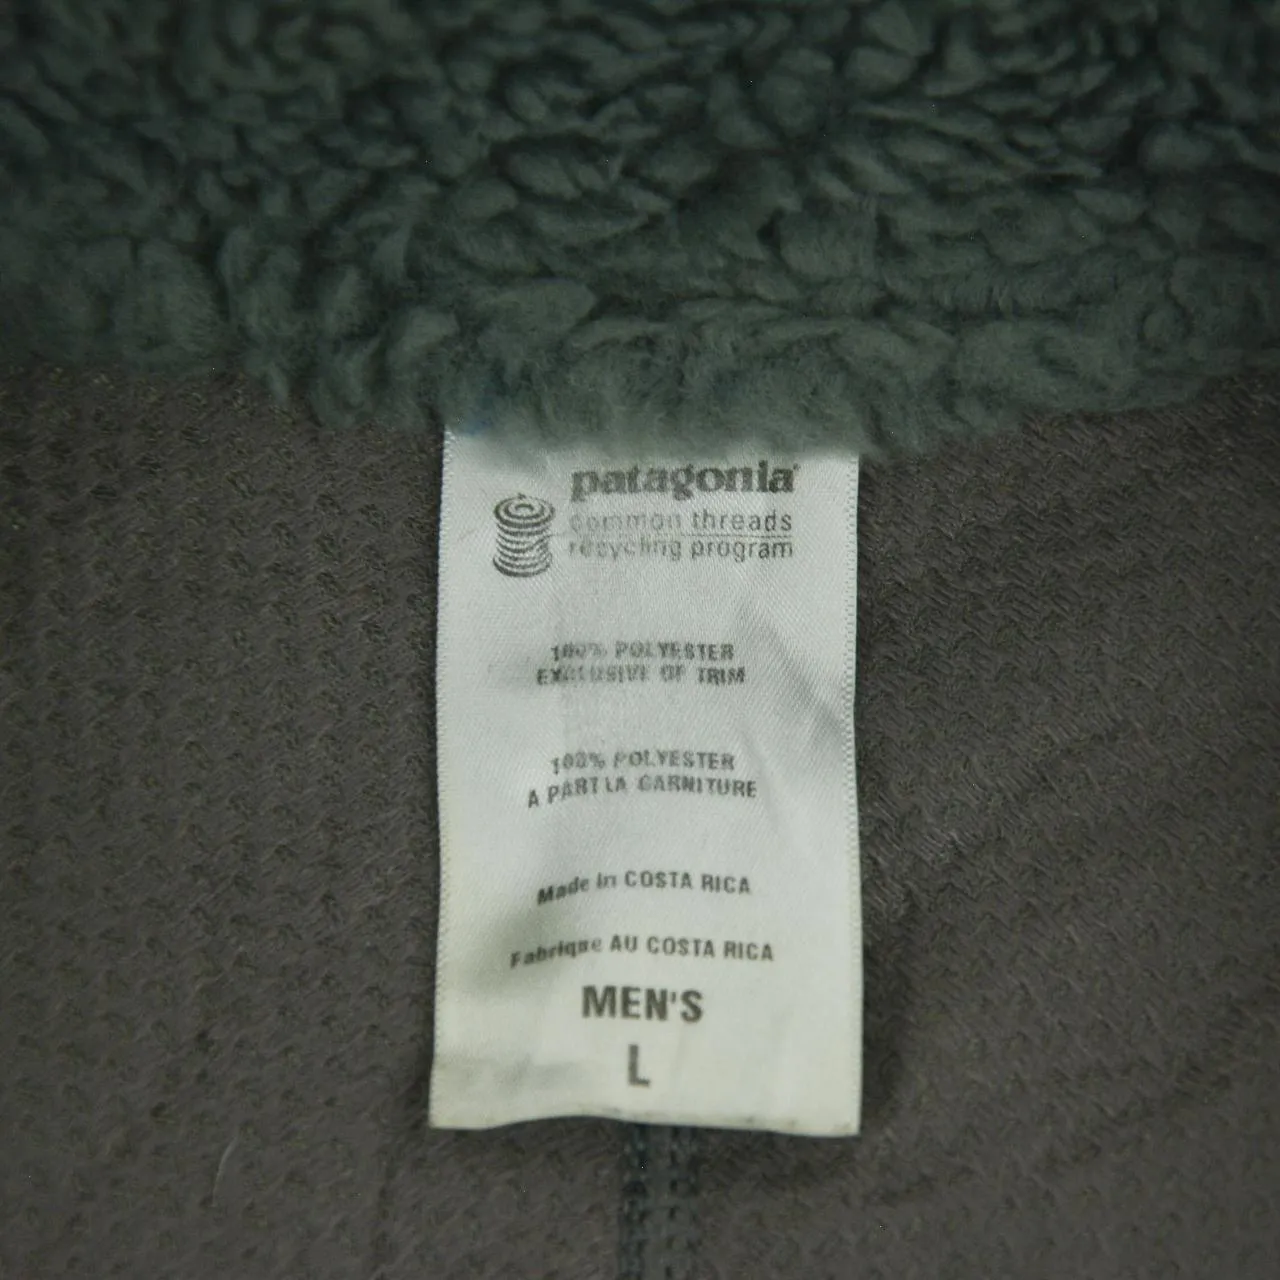 patagonia®
common threads
recycling program
100% POLYESTER
EXCLUSIVE OF TRIM
100% POLYESTER
A PART LA GARNITURE
Made in COSTA RICA
Fabrique AU COSTA RICA
MEN'S
L